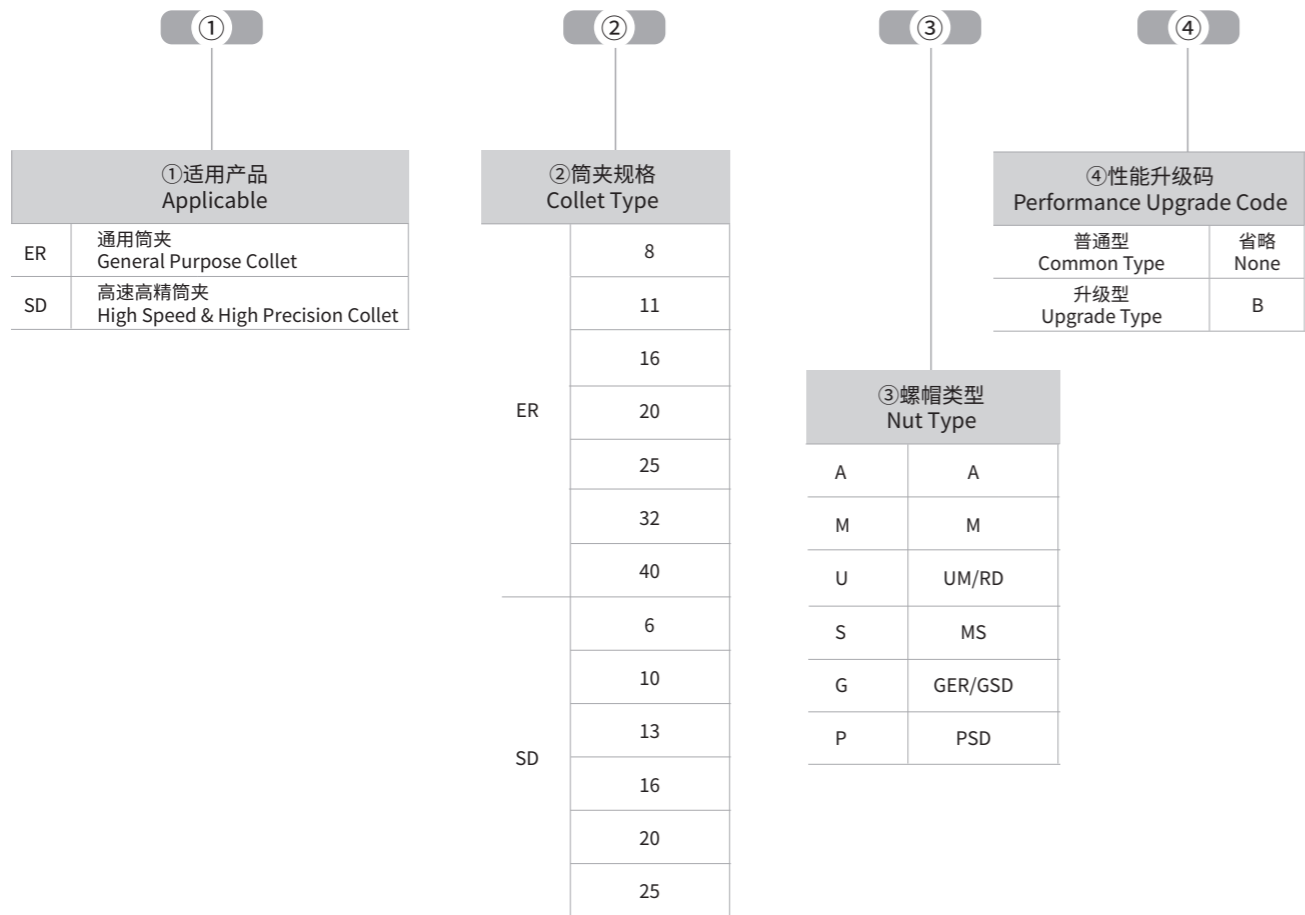 ① ② ③ ④
①适用产品
Applicable
ER 通用筒夹
General Purpose Collet
SD 高速高精筒夹
High Speed & High Precision Collet
②筒夹规格
Collet Type
ER
8
11
16
20
25
32
40
SD
6
10
13
16
20
25
③螺帽类型
Nut Type
A A
M M
U UM/RD
S MS
G GER/GSD
P PSD
④性能升级码
Performance Upgrade Code
普通型 省略
Common Type None
升级型
Upgrade Type B